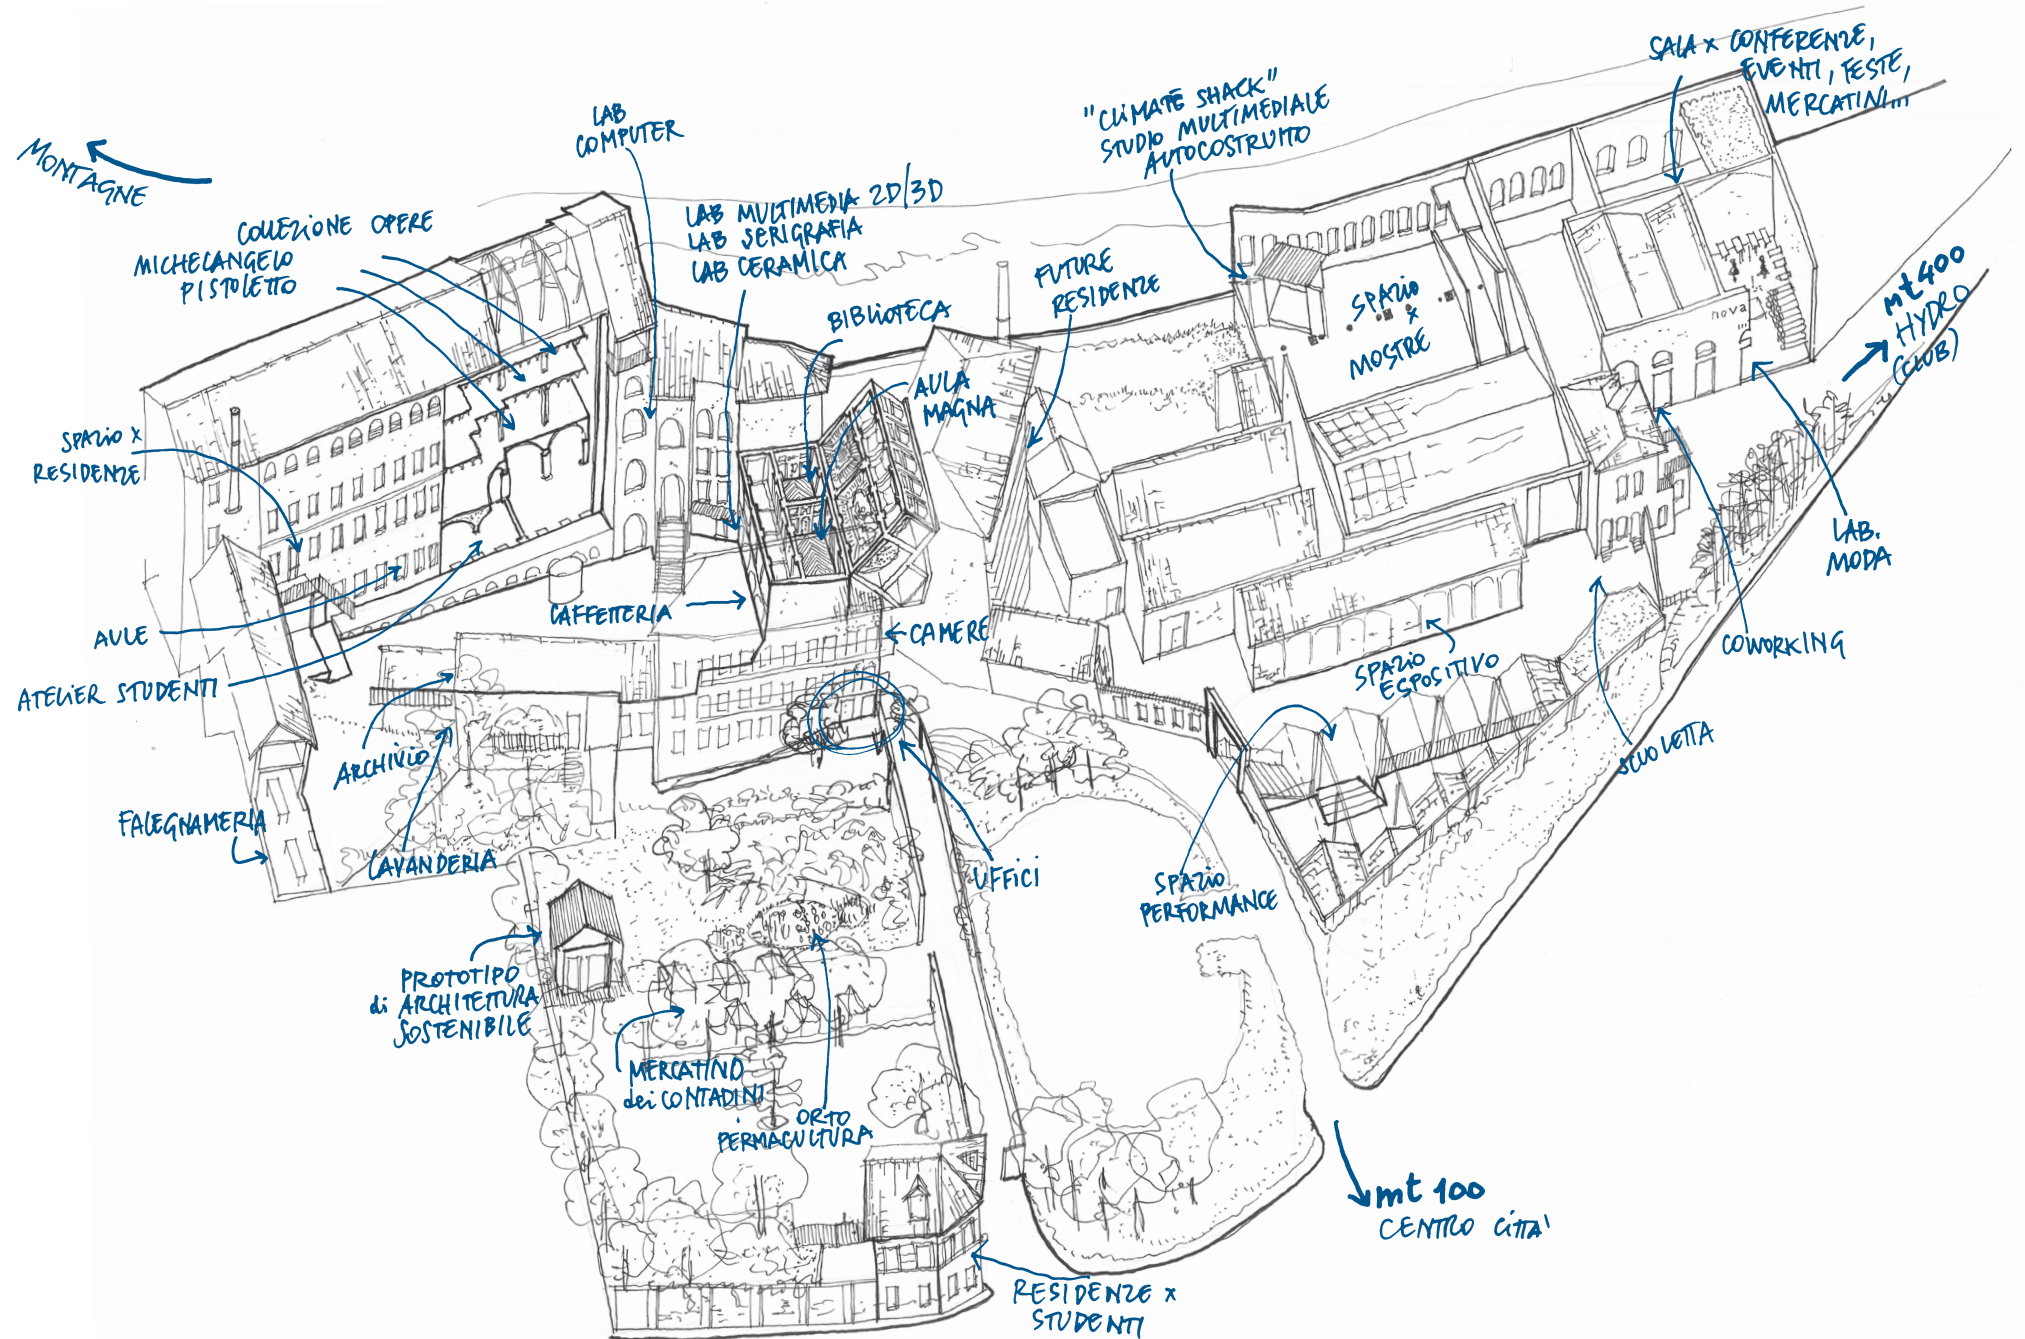 SALA x CONFERENZE,
EVENTI, FESTE,
MERCATINI...
"CLIMATE SHACK"
STUDIO MULTIMEDIALE
AUTOCOSTRUITO
LAB
COMPUTER
MONTAGNE
LAB MULTIMEDIA 2D/3D
LAB SERIGRAFIA
LAB CERAMICA
COLLEZIONE OPERE
MICHELANGELO
PISTOLETTO
FUTURE
RESIDENZE
mt 400
HYDRO
(CLUB)
BIBLIOTECA
SPAZIO
x
MOSTRE
nova
AULA
MAGNA
SPAZIO x
RESIDENZE
LAB.
MODA
CAFFETTERIA
AULE
CAMERE
COWORKING
ATELIER STUDENTI
SPAZIO
ESPOSITIVO
ARCHIVIO
SCUOLETTA
FALEGNAMERIA
LAVANDERIA
UFFICI
SPAZIO
PERFORMANCE
PROTOTIPO
di ARCHITETTURA
SOSTENIBILE
MERCATINO
dei CONTADINI
ORTO
PERMACULTURA
mt 100
CENTRO CITTA'
RESIDENZE x
STUDENTI